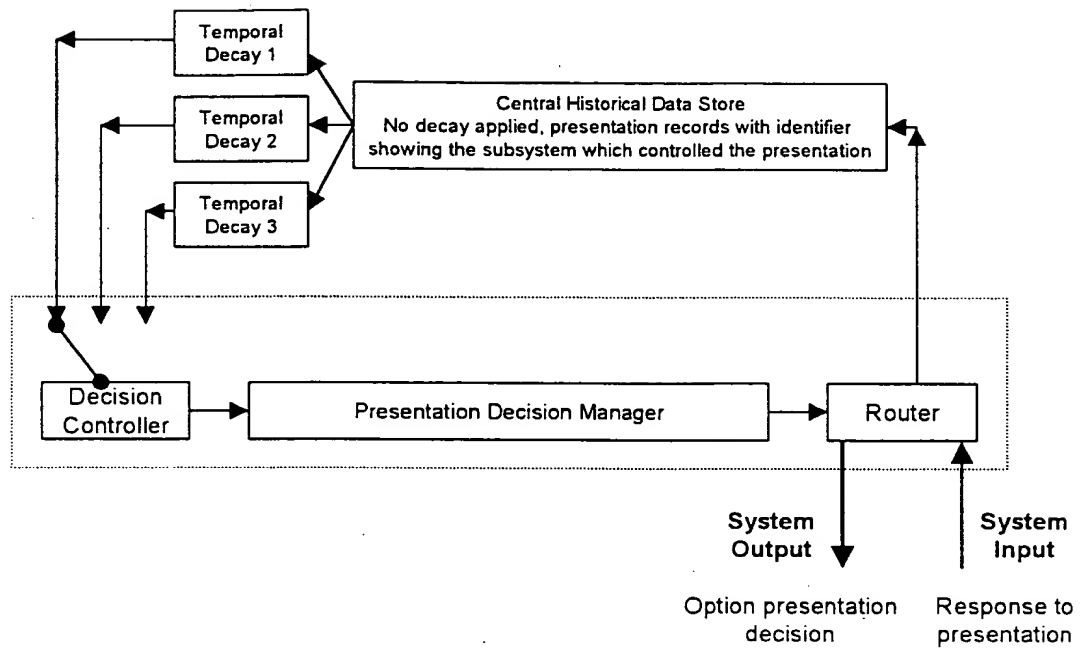 Temporal
Decay 1
Central Historical Data Store
No decay applied, presentation records with identifier
showing the subsystem which controlled the presentation
Temporal
Decay 2
Temporal
Decay 3
Decision
Controller
Presentation Decision Manager
Router
System
Output
System
Input
Option presentation
decision
Response to
presentation